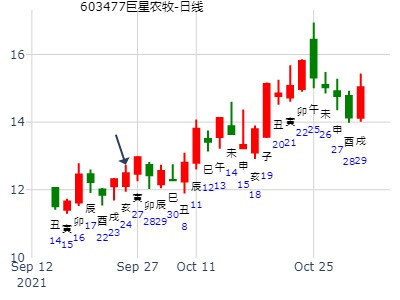 603477巨星农牧-日线
16
14
12
10
丑 寅 卯 辰 酉 戌 亥 寅 卯 辰 巳 丑 辰 巳 午 未 申 亥 子 丑 寅 卯 午 未 申 酉 戌
14 15 16 17 22 23 24 27 28 29 30 8 11 12 13 14 15 18 19 20 21 22 25 26 27 28 29
Sep 12 Sep 27 Oct 11 Oct 25
2021